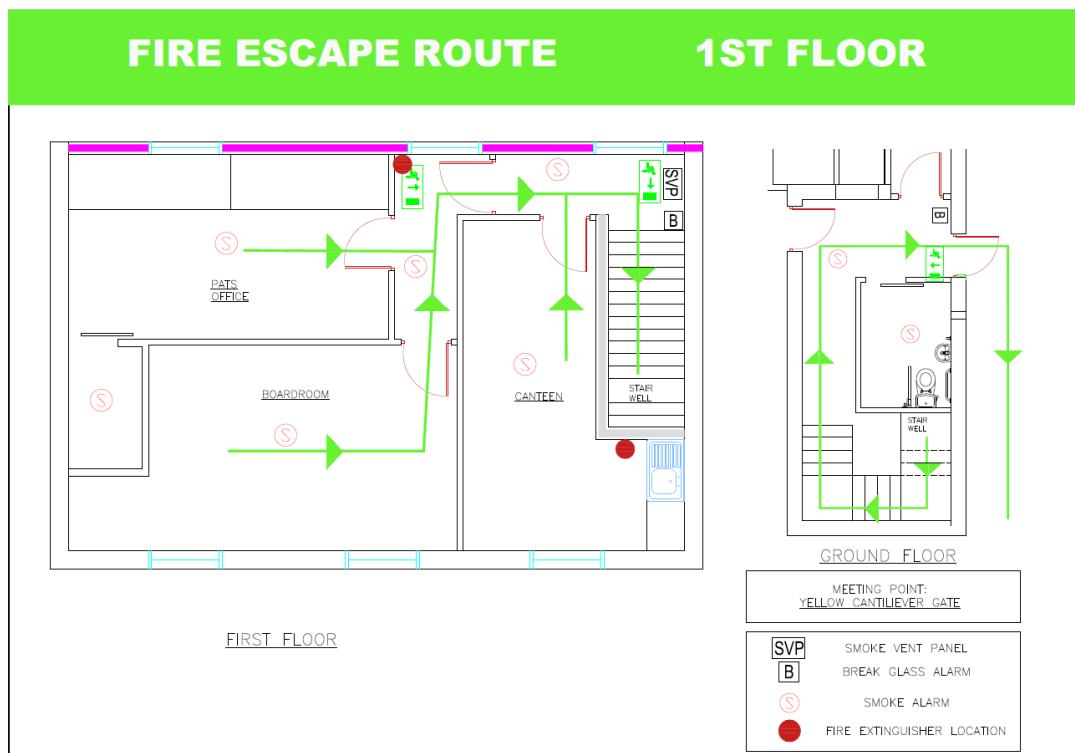 FIRE ESCAPE ROUTE 1ST FLOOR
S
SVP
B
S
PATS
OFFICE
S
BOARDROOM
S
S
S
CANTEEN
STAIR
WELL
FIRST FLOOR
B
S
S
STAIR
WELL
GROUND FLOOR
MEETING POINT:
YELLOW CANTILIEVER GATE
SVP SMOKE VENT PANEL
B BREAK GLASS ALARM
S SMOKE ALARM
FIRE EXTINGUISHER LOCATION